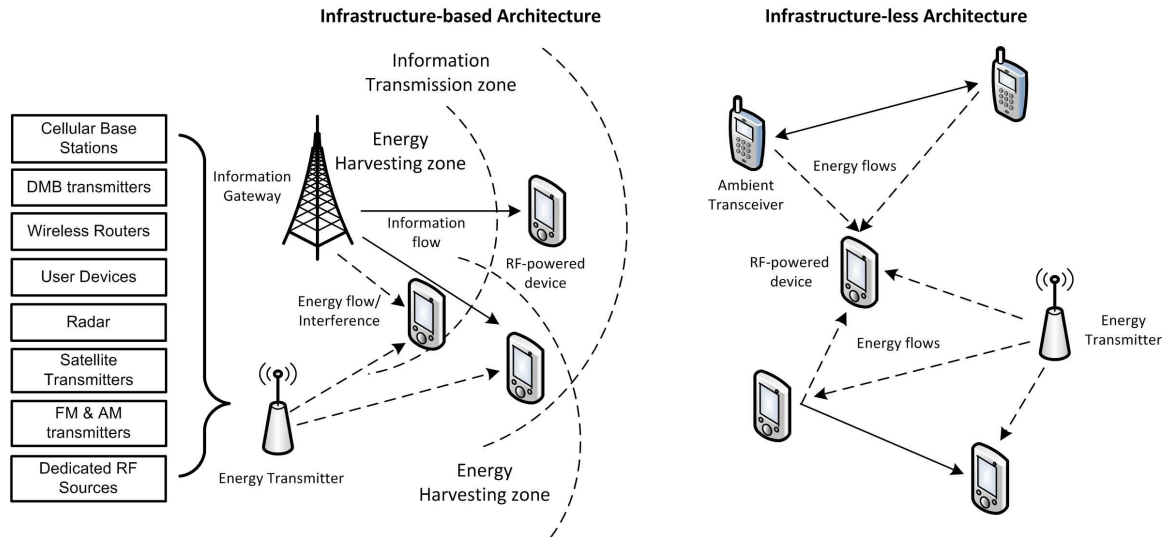 Infrastructure-based Architecture
Infrastructure-less Architecture
Information
Transmission zone
Energy
Harvesting zone
Cellular Base
Stations
DMB transmitters
Wireless Routers
User Devices
Radar
Satellite
Transmitters
FM & AM
transmitters
Dedicated RF
Sources
Information
Gateway
Information
flow
RF-powered
device
Energy flow/
Interference
Energy Transmitter
Energy
Harvesting zone
Ambient
Transceiver
Energy flows
RF-powered
device
Energy
Transmitter
Energy flows